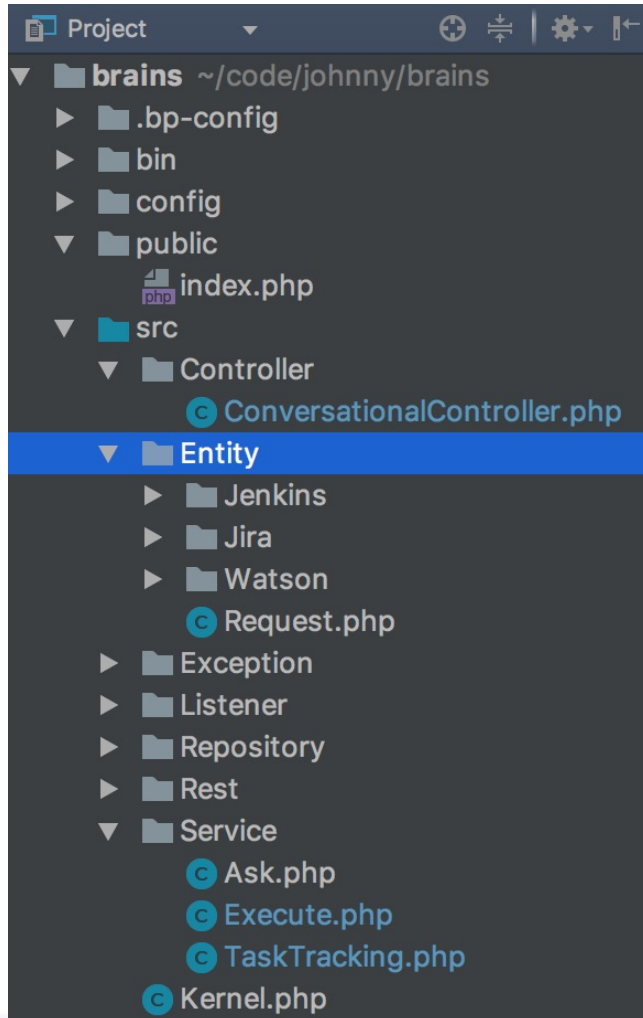 Project
brains ~/code/johnny/brains
.bp-config
bin
config
public
php index.php
src
Controller
C ConversationalController.php
Entity
Jenkins
Jira
Watson
C Request.php
Exception
Listener
Repository
Rest
Service
C Ask.php
C Execute.php
C TaskTracking.php
C Kernel.php